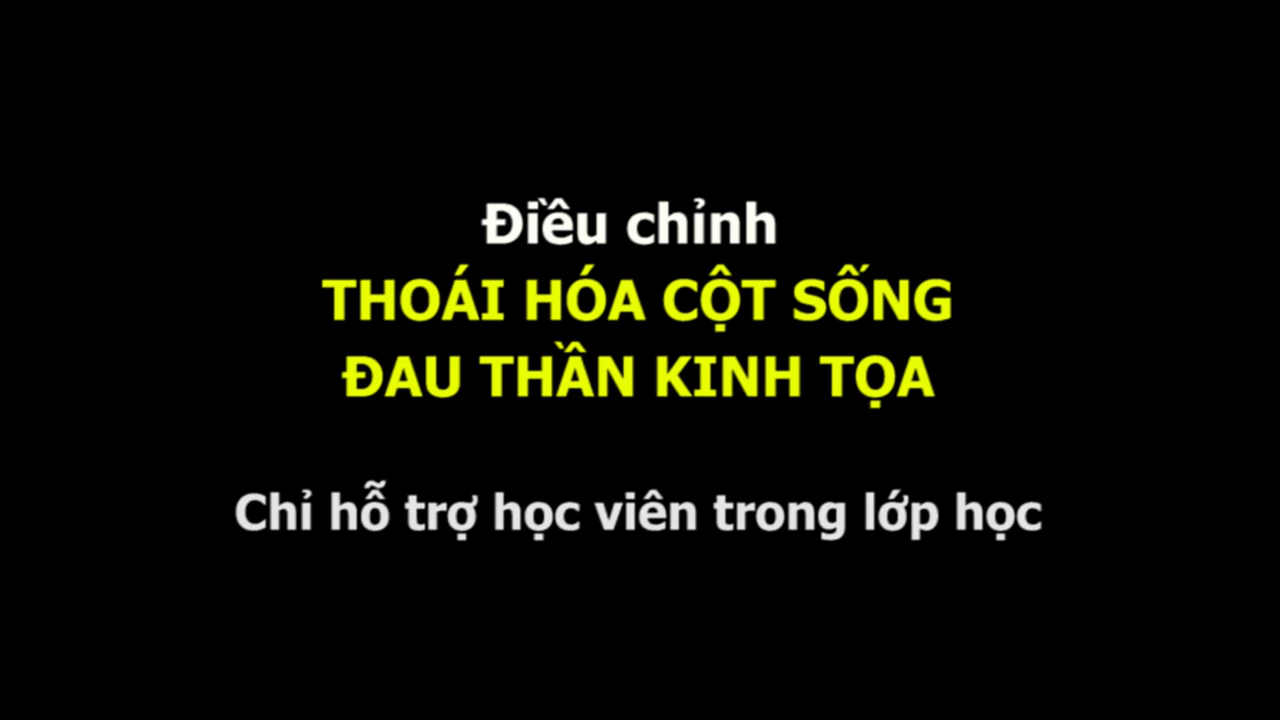 Điều chỉnh
THOÁI HÓA CỘT SỐNG
ĐAU THẦN KINH TỌA
Chỉ hỗ trợ học viên trong lớp học